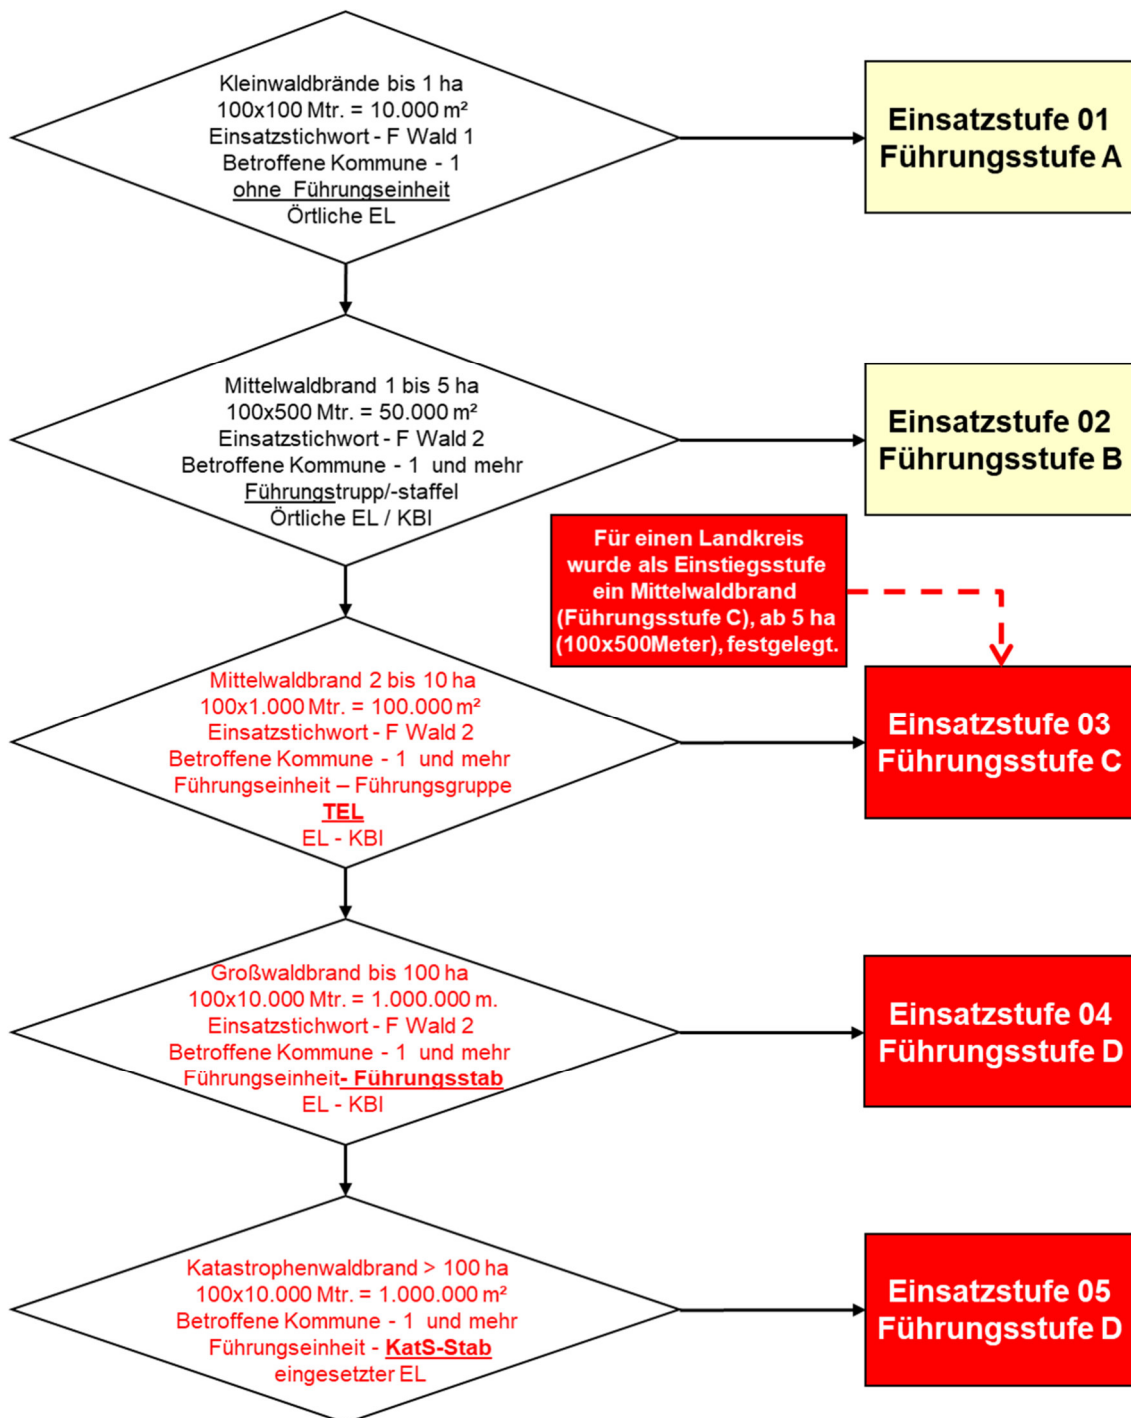 Kleinwaldbrände bis 1 ha
100x100 Mtr. = 10.000 m²
Einsatzstichwort - F Wald 1
Betroffene Kommune - 1
ohne Führungseinheit
Örtliche EL
Einsatzstufe 01
Führungsstufe A
Mittelwaldbrand 1 bis 5 ha
100x500 Mtr. = 50.000 m²
Einsatzstichwort - F Wald 2
Betroffene Kommune - 1 und mehr
Führungstrupp/-staffel
Örtliche EL / KBI
Einsatzstufe 02
Führungsstufe B
Für einen Landkreis
wurde als Einstiegsstufe
ein Mittelwaldbrand
(Führungsstufe C), ab 5 ha
(100x500Meter), festgelegt.
Mittelwaldbrand 2 bis 10 ha
100x1.000 Mtr. = 100.000 m²
Einsatzstichwort - F Wald 2
Betroffene Kommune - 1 und mehr
Führungseinheit – Führungsgruppe
TEL
EL - KBI
Einsatzstufe 03
Führungsstufe C
Großwaldbrand bis 100 ha
100x10.000 Mtr. = 1.000.000 m.
Einsatzstichwort - F Wald 2
Betroffene Kommune - 1 und mehr
Führungseinheit- Führungsstab
EL - KBI
Einsatzstufe 04
Führungsstufe D
Katastrophenwaldbrand > 100 ha
100x10.000 Mtr. = 1.000.000 m²
Betroffene Kommune - 1 und mehr
Führungseinheit - KatS-Stab
eingesetzter EL
Einsatzstufe 05
Führungsstufe D